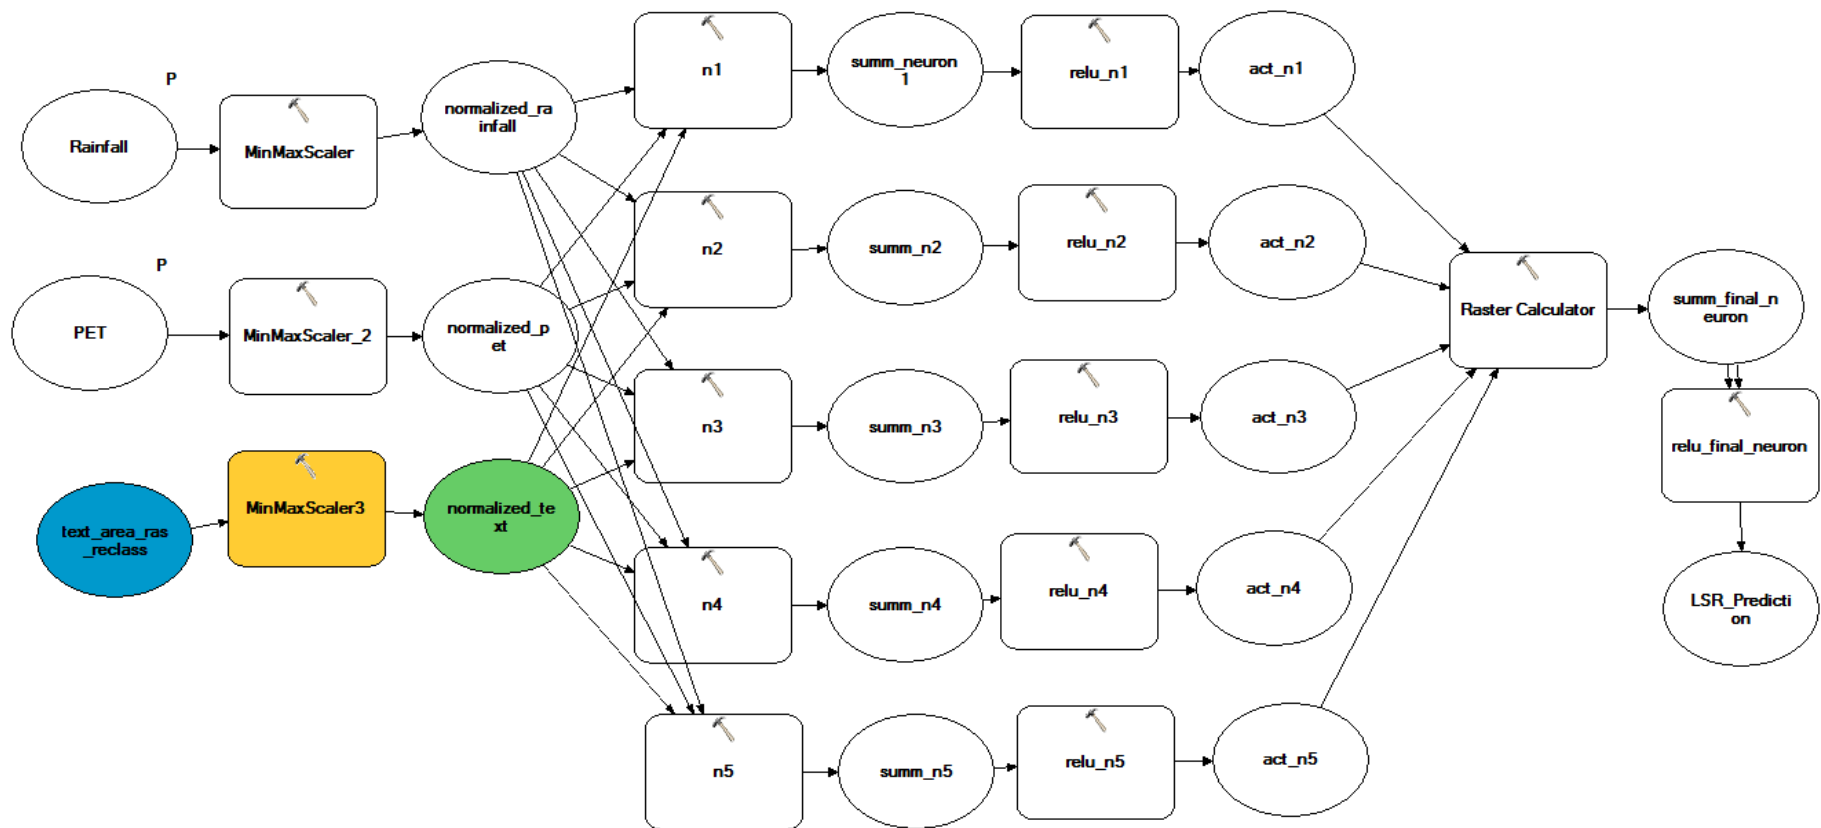 P
Rainfall
MinMaxScaler
normalized_ra
infall
n1
summ_neuron
1
relu_n1
act_n1
P
PET
MinMaxScaler_2
normalized_p
et
n2
summ_n2
relu_n2
act_n2
text_area_ras
_reclass
MinMaxScaler3
normalized_te
xt
n3
summ_n3
relu_n3
act_n3
n4
summ_n4
relu_n4
act_n4
n5
summ_n5
relu_n5
act_n5
Raster Calculator
summ_final_n
euron
relu_final_neuron
LSR_Predicti
on